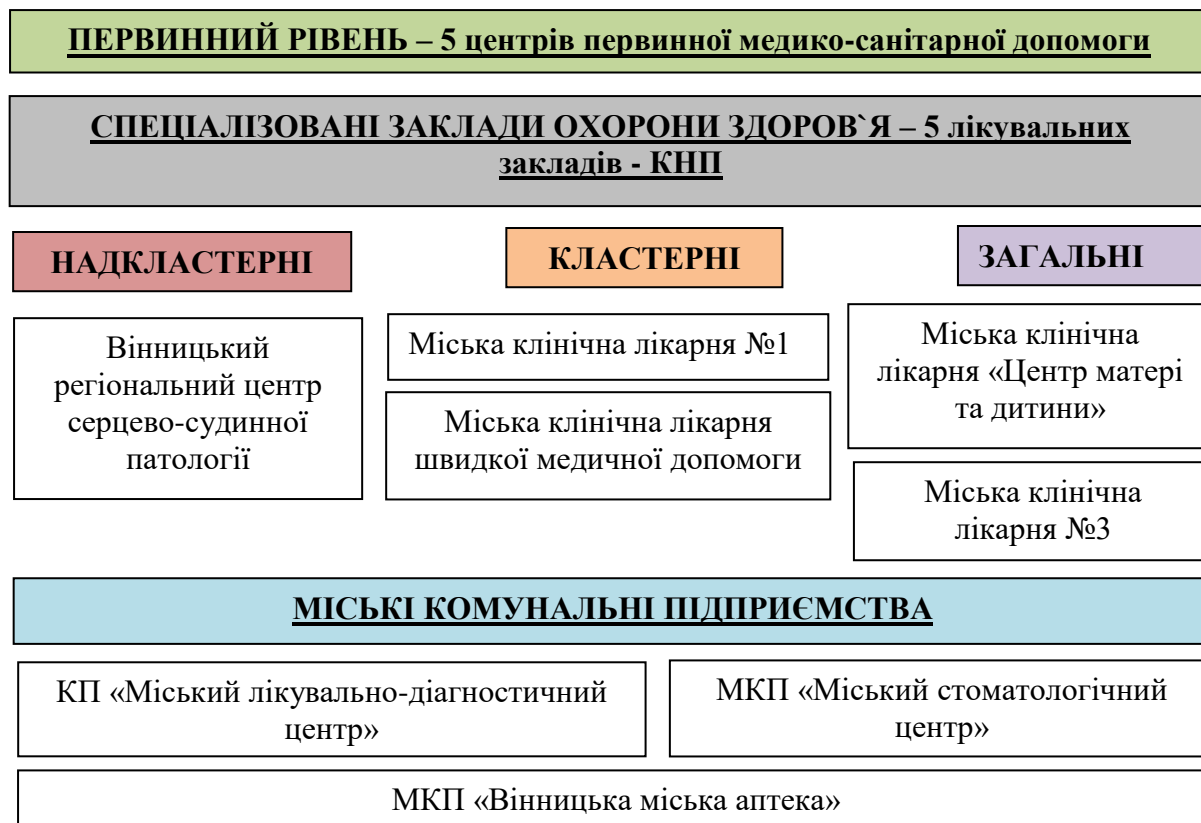 ПЕРВИННИЙ РІВЕНЬ – 5 центрів первинної медико-санітарної допомоги
СПЕЦІАЛІЗОВАНІ ЗАКЛАДИ ОХОРОНИ ЗДОРОВ`Я – 5 лікувальних
закладів - КНП
НАДКЛАСТЕРНІ
Вінницький
регіональний центр
серцево-судинної
патології
КЛАСТЕРНІ
Міська клінічна лікарня №1
Міська клінічна лікарня
швидкої медичної допомоги
ЗАГАЛЬНІ
Міська клінічна
лікарня «Центр матері
та дитини»
Міська клінічна
лікарня №3
МІСЬКІ КОМУНАЛЬНІ ПІДПРИЄМСТВА
КП «Міський лікувально-діагностичний
центр»
МКП «Міський стоматологічний
центр»
МКП «Вінницька міська аптека»